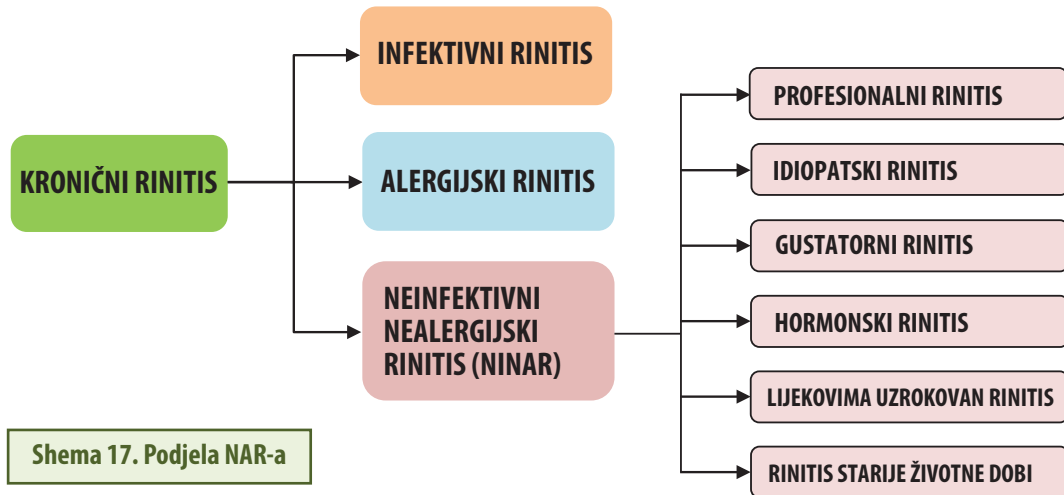 KRONIČNI RINITIS
INFEKTIVNI RINITIS
ALERGIJSKI RINITIS
NEINFEKTIVNI
NEALERGIJSKI
RINITIS (NINAR)
PROFESIONALNI RINITIS
IDIOPATSKI RINITIS
GUSTATORNI RINITIS
HORMONSKI RINITIS
LIJEKOVIMA UZROKOVAN RINITIS
RINITIS STARIJE ŽIVOTNE DOBI
Shema 17. Podjela NAR-a